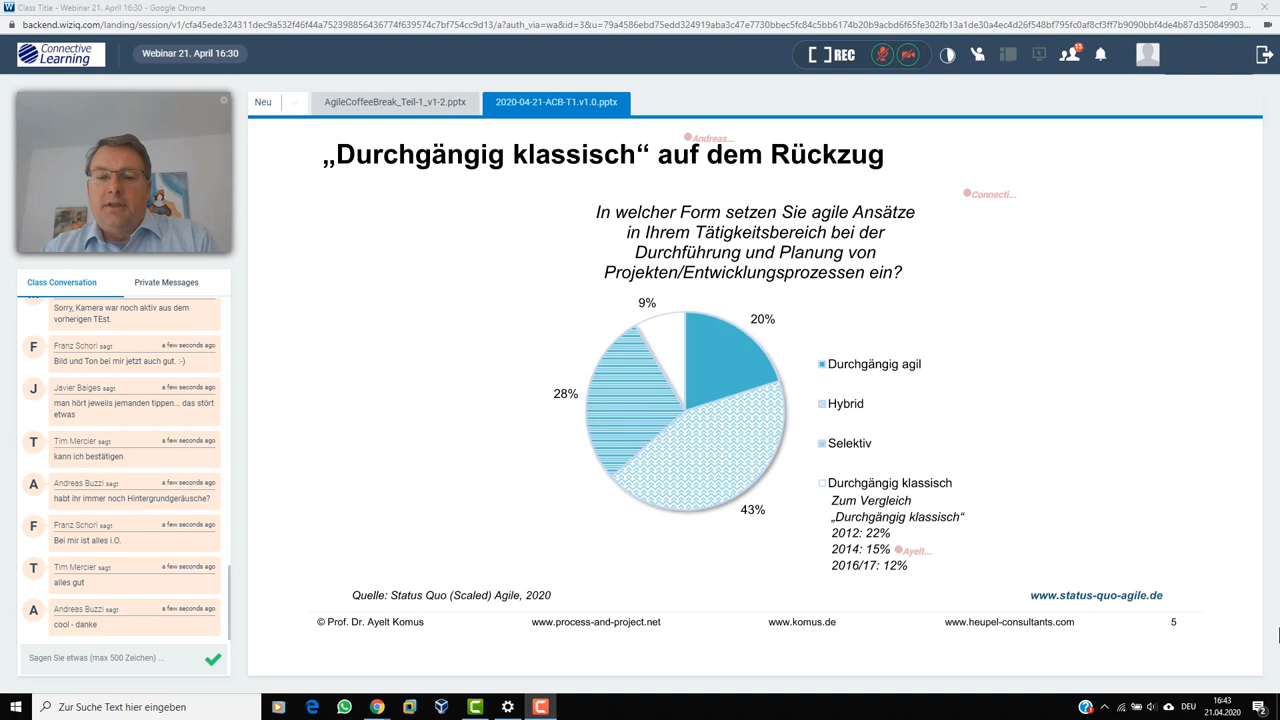 Class Title - Webinar 21. April 16:30 - Google Chrome
Connective
Learning
Webinar 21. April 16:30
REC
13
Neu
AgileCoffeeBreak_Teil-1_v1-2.pptx
2020-04-21-ACB-T1.v1.0.pptx
Andreas...
„Durchgängig klassisch“ auf dem Rückzug
Connecti...
In welcher Form setzen Sie agile Ansätze
in Ihrem Tätigkeitsbereich bei der
Durchführung und Planung von
Projekten/Entwicklungsprozessen ein?
9%
20%
28%
43%
Durchgängig agil
Hybrid
Selektiv
Durchgängig klassisch
Zum Vergleich
„Durchgängig klassisch“
2012: 22%
2014: 15%
Ayelt...
2016/17: 12%
Quelle: Status Quo (Scaled) Agile, 2020
www.status-quo-agile.de
© Prof. Dr. Ayelt Komus
www.process-and-project.net
www.komus.de
www.heupel-consultants.com
5
Class Conversation
Private Messages
Sorry, Kamera war noch aktiv aus dem
vorherigen TEst.
F
Franz Schori sagt
a few seconds ago
Bild und Ton bei mir jetzt auch gut. :-)
J
Javier Baiges sagt
a few seconds ago
man hört jeweils jemanden tippen... das stört
etwas
T
Tim Mercier sagt
a few seconds ago
kann ich bestätigen
A
Andreas Buzzi sagt
a few seconds ago
habt ihr immer noch Hintergrundgeräusche?
F
Franz Schori sagt
a few seconds ago
Bei mir ist alles i.O.
T
Tim Mercier sagt
a few seconds ago
alles gut
A
Andreas Buzzi sagt
a few seconds ago
cool - danke
Sagen Sie etwas (max 500 Zeichen) ...
Zur Suche Text hier eingeben
DEU
16:43
21.04.2020
2